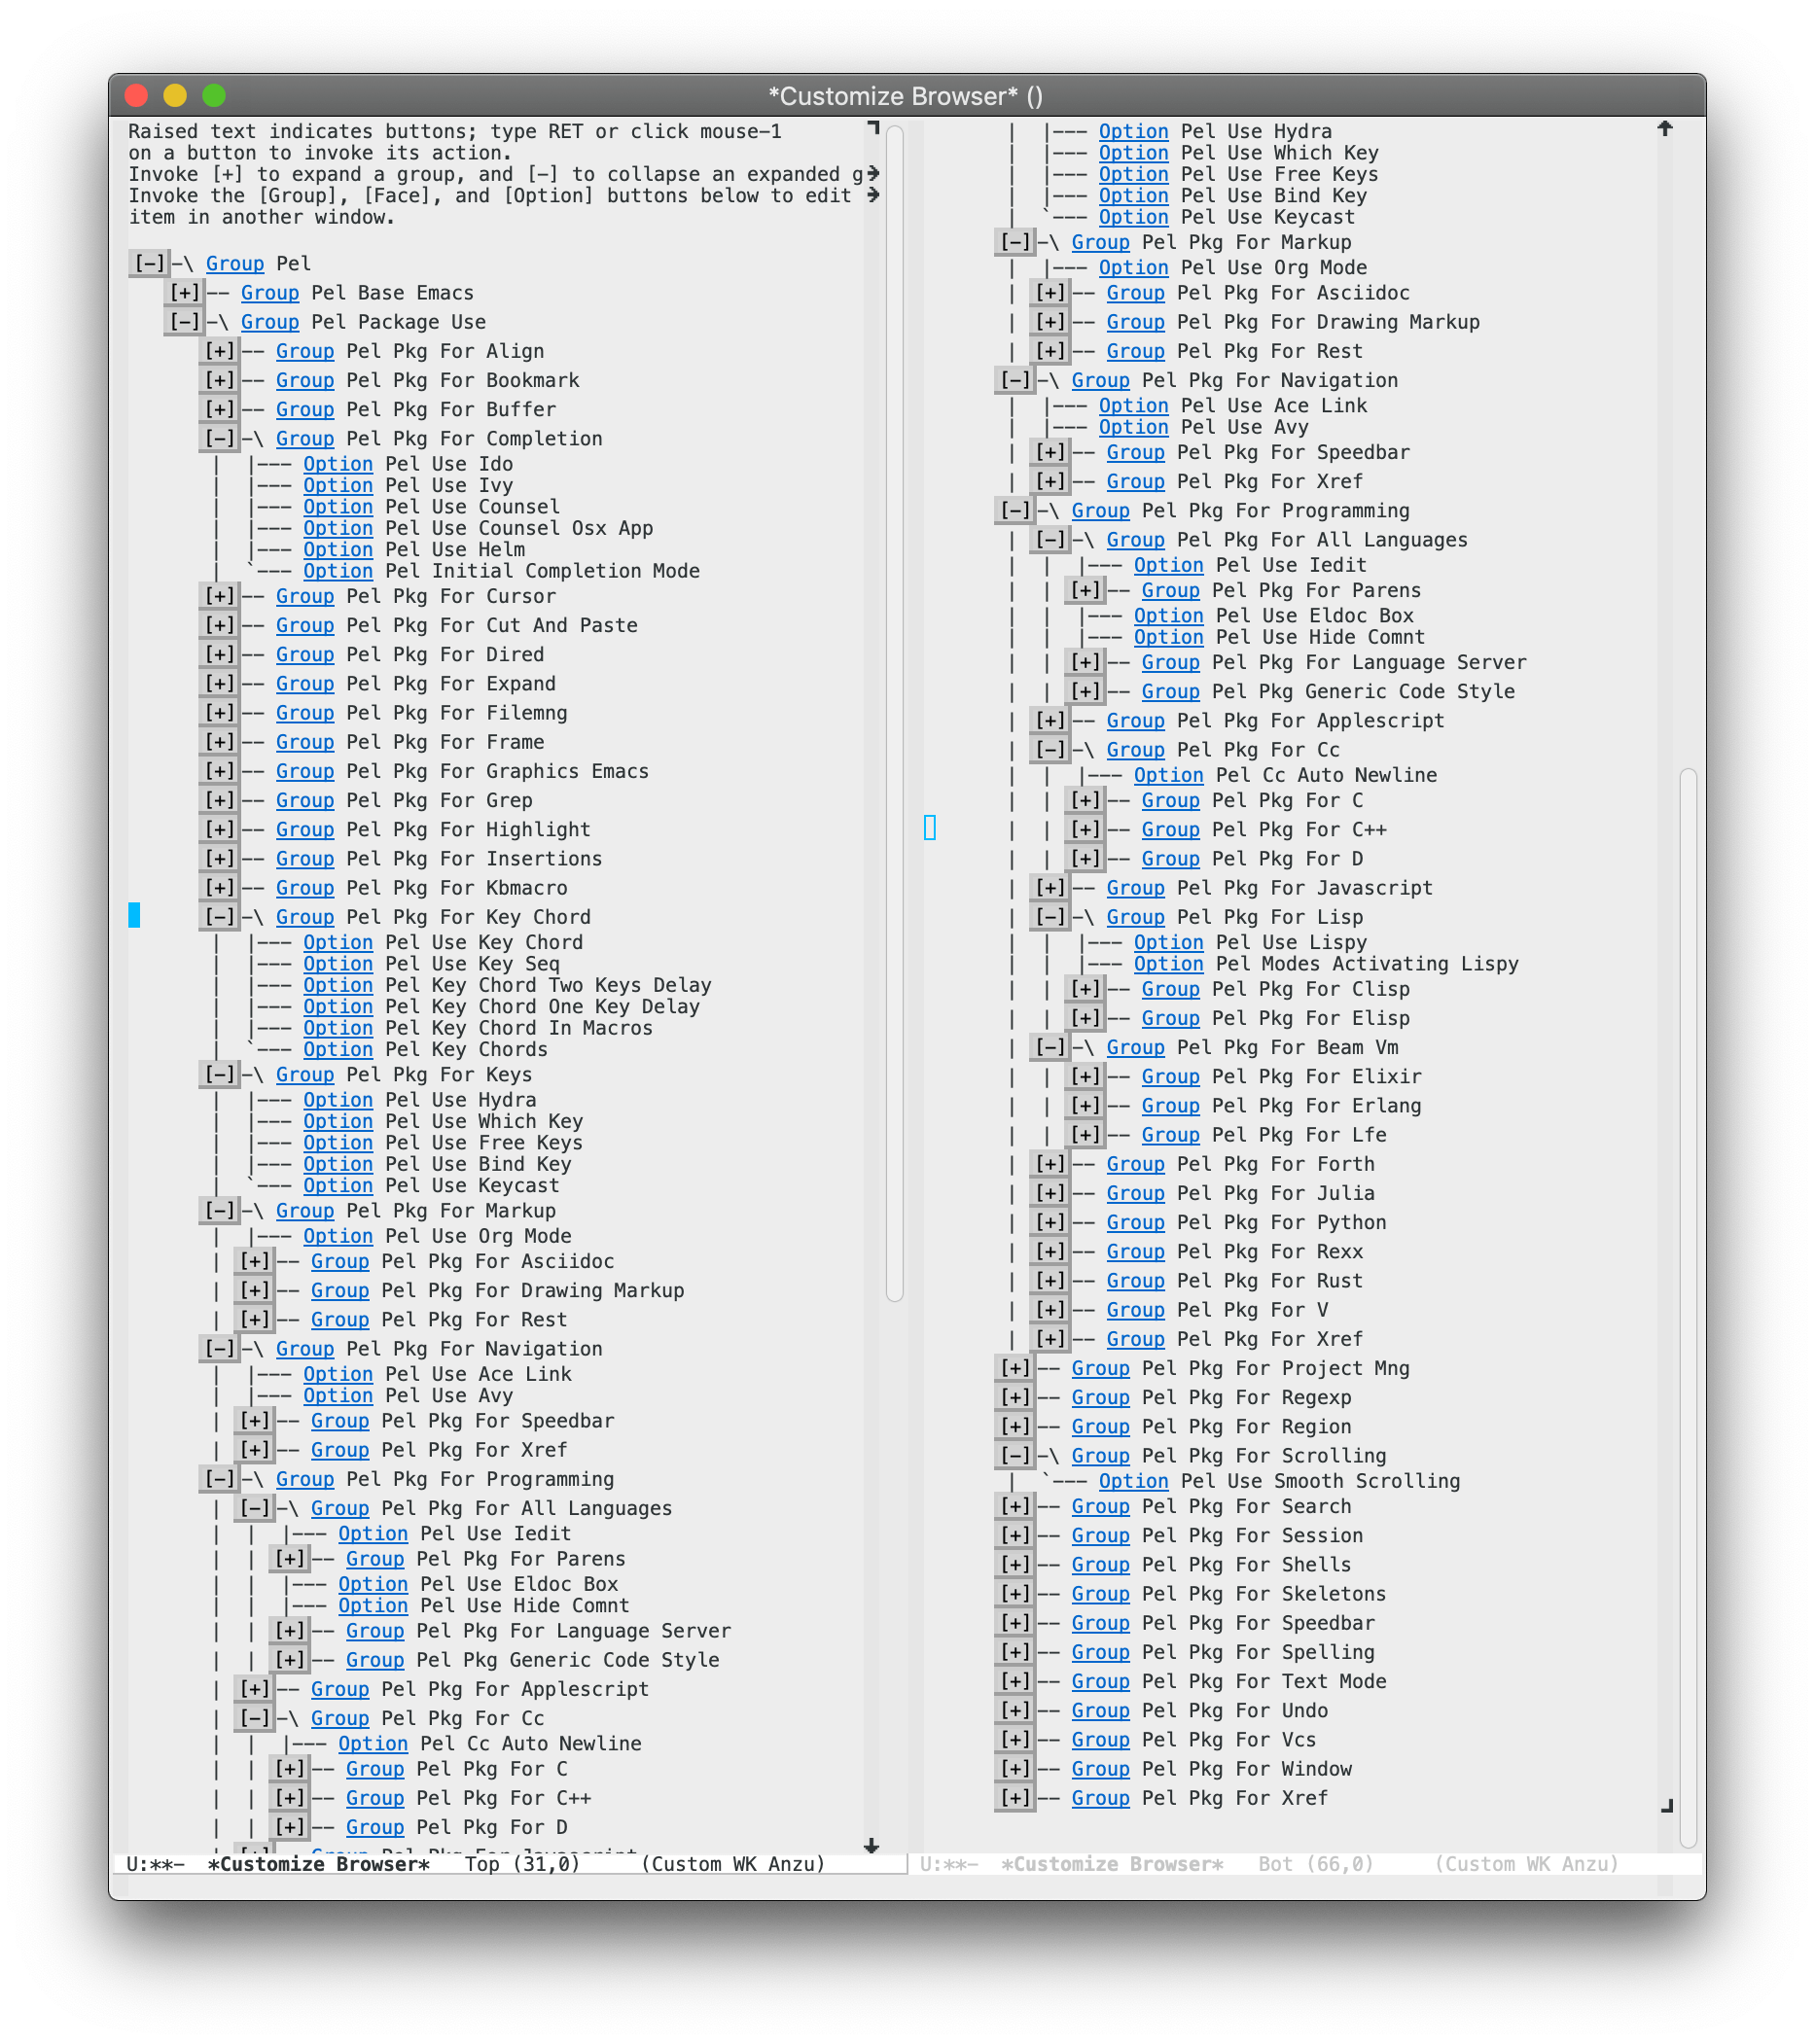 *Customize Browser* ()
Raised text indicates buttons; type RET or click mouse-1
on a button to invoke its action.
Invoke [+] to expand a group, and [-] to collapse an expanded g
Invoke the [Group], [Face], and [Option] buttons below to edit
item in another window.
[-]-\ Group Pel
[+]-- Group Pel Base Emacs
[-]-\ Group Pel Package Use
[+]-- Group Pel Pkg For Align
[+]-- Group Pel Pkg For Bookmark
[+]-- Group Pel Pkg For Buffer
[-]-\ Group Pel Pkg For Completion
| |--- Option Pel Use Ido
| |--- Option Pel Use Ivy
| |--- Option Pel Use Counsel
| |--- Option Pel Use Counsel Osx App
| |--- Option Pel Use Helm
| `--- Option Pel Initial Completion Mode
[+]-- Group Pel Pkg For Cursor
[+]-- Group Pel Pkg For Cut And Paste
[+]-- Group Pel Pkg For Dired
[+]-- Group Pel Pkg For Expand
[+]-- Group Pel Pkg For Filemng
[+]-- Group Pel Pkg For Frame
[+]-- Group Pel Pkg For Graphics Emacs
[+]-- Group Pel Pkg For Grep
[+]-- Group Pel Pkg For Highlight
[+]-- Group Pel Pkg For Insertions
[+]-- Group Pel Pkg For Kbmacro
[-]-\ Group Pel Pkg For Key Chord
| |--- Option Pel Use Key Chord
| |--- Option Pel Use Key Seq
| |--- Option Pel Key Chord Two Keys Delay
| |--- Option Pel Key Chord One Key Delay
| |--- Option Pel Key Chord In Macros
| `--- Option Pel Key Chords
[-]-\ Group Pel Pkg For Keys
| |--- Option Pel Use Hydra
| |--- Option Pel Use Which Key
| |--- Option Pel Use Free Keys
| |--- Option Pel Use Bind Key
| `--- Option Pel Use Keycast
[-]-\ Group Pel Pkg For Markup
| |--- Option Pel Use Org Mode
| [+]-- Group Pel Pkg For Asciidoc
| [+]-- Group Pel Pkg For Drawing Markup
| [+]-- Group Pel Pkg For Rest
[-]-\ Group Pel Pkg For Navigation
| |--- Option Pel Use Ace Link
| |--- Option Pel Use Avy
| [+]-- Group Pel Pkg For Speedbar
| [+]-- Group Pel Pkg For Xref
[-]-\ Group Pel Pkg For Programming
| [-]-\ Group Pel Pkg For All Languages
| | |--- Option Pel Use Iedit
| | [+]-- Group Pel Pkg For Parens
| | |--- Option Pel Use Eldoc Box
| | |--- Option Pel Use Hide Comnt
| | [+]-- Group Pel Pkg For Language Server
| | [+]-- Group Pel Pkg Generic Code Style
| [+]-- Group Pel Pkg For Applescript
| [-]-\ Group Pel Pkg For Cc
| | |--- Option Pel Cc Auto Newline
| | [+]-- Group Pel Pkg For C
| | [+]-- Group Pel Pkg For C++
| | [+]-- Group Pel Pkg For D
U:**- *Customize Browser* Top (31,0) (Custom WK Anzu)
| |--- Option Pel Use Hydra
| |--- Option Pel Use Which Key
| |--- Option Pel Use Free Keys
| |--- Option Pel Use Bind Key
| `--- Option Pel Use Keycast
[-]-\ Group Pel Pkg For Markup
| |--- Option Pel Use Org Mode
| [+]-- Group Pel Pkg For Asciidoc
| [+]-- Group Pel Pkg For Drawing Markup
| [+]-- Group Pel Pkg For Rest
[-]-\ Group Pel Pkg For Navigation
| |--- Option Pel Use Ace Link
| |--- Option Pel Use Avy
| [+]-- Group Pel Pkg For Speedbar
| [+]-- Group Pel Pkg For Xref
[-]-\ Group Pel Pkg For Programming
| [-]-\ Group Pel Pkg For All Languages
| | |--- Option Pel Use Iedit
| | [+]-- Group Pel Pkg For Parens
| | |--- Option Pel Use Eldoc Box
| | |--- Option Pel Use Hide Comnt
| | [+]-- Group Pel Pkg For Language Server
| | [+]-- Group Pel Pkg Generic Code Style
| [+]-- Group Pel Pkg For Applescript
| [-]-\ Group Pel Pkg For Cc
| | |--- Option Pel Cc Auto Newline
| | [+]-- Group Pel Pkg For C
| | [+]-- Group Pel Pkg For C++
| | [+]-- Group Pel Pkg For D
| [+]-- Group Pel Pkg For Javascript
| [-]-\ Group Pel Pkg For Lisp
| | |--- Option Pel Use Lispy
| | |--- Option Pel Modes Activating Lispy
| | [+]-- Group Pel Pkg For Clisp
| | [+]-- Group Pel Pkg For Elisp
| [-]-\ Group Pel Pkg For Beam Vm
| | [+]-- Group Pel Pkg For Elixir
| | [+]-- Group Pel Pkg For Erlang
| | [+]-- Group Pel Pkg For Lfe
| [+]-- Group Pel Pkg For Forth
| [+]-- Group Pel Pkg For Julia
| [+]-- Group Pel Pkg For Python
| [+]-- Group Pel Pkg For Rexx
| [+]-- Group Pel Pkg For Rust
| [+]-- Group Pel Pkg For V
| [+]-- Group Pel Pkg For Xref
[+]-- Group Pel Pkg For Project Mng
[+]-- Group Pel Pkg For Regexp
[+]-- Group Pel Pkg For Region
[-]-\ Group Pel Pkg For Scrolling
| `--- Option Pel Use Smooth Scrolling
[+]-- Group Pel Pkg For Search
[+]-- Group Pel Pkg For Session
[+]-- Group Pel Pkg For Shells
[+]-- Group Pel Pkg For Skeletons
[+]-- Group Pel Pkg For Speedbar
[+]-- Group Pel Pkg For Spelling
[+]-- Group Pel Pkg For Text Mode
[+]-- Group Pel Pkg For Undo
[+]-- Group Pel Pkg For Vcs
[+]-- Group Pel Pkg For Window
[+]-- Group Pel Pkg For Xref
U:**- *Customize Browser* Bot (66,0) (Custom WK Anzu)